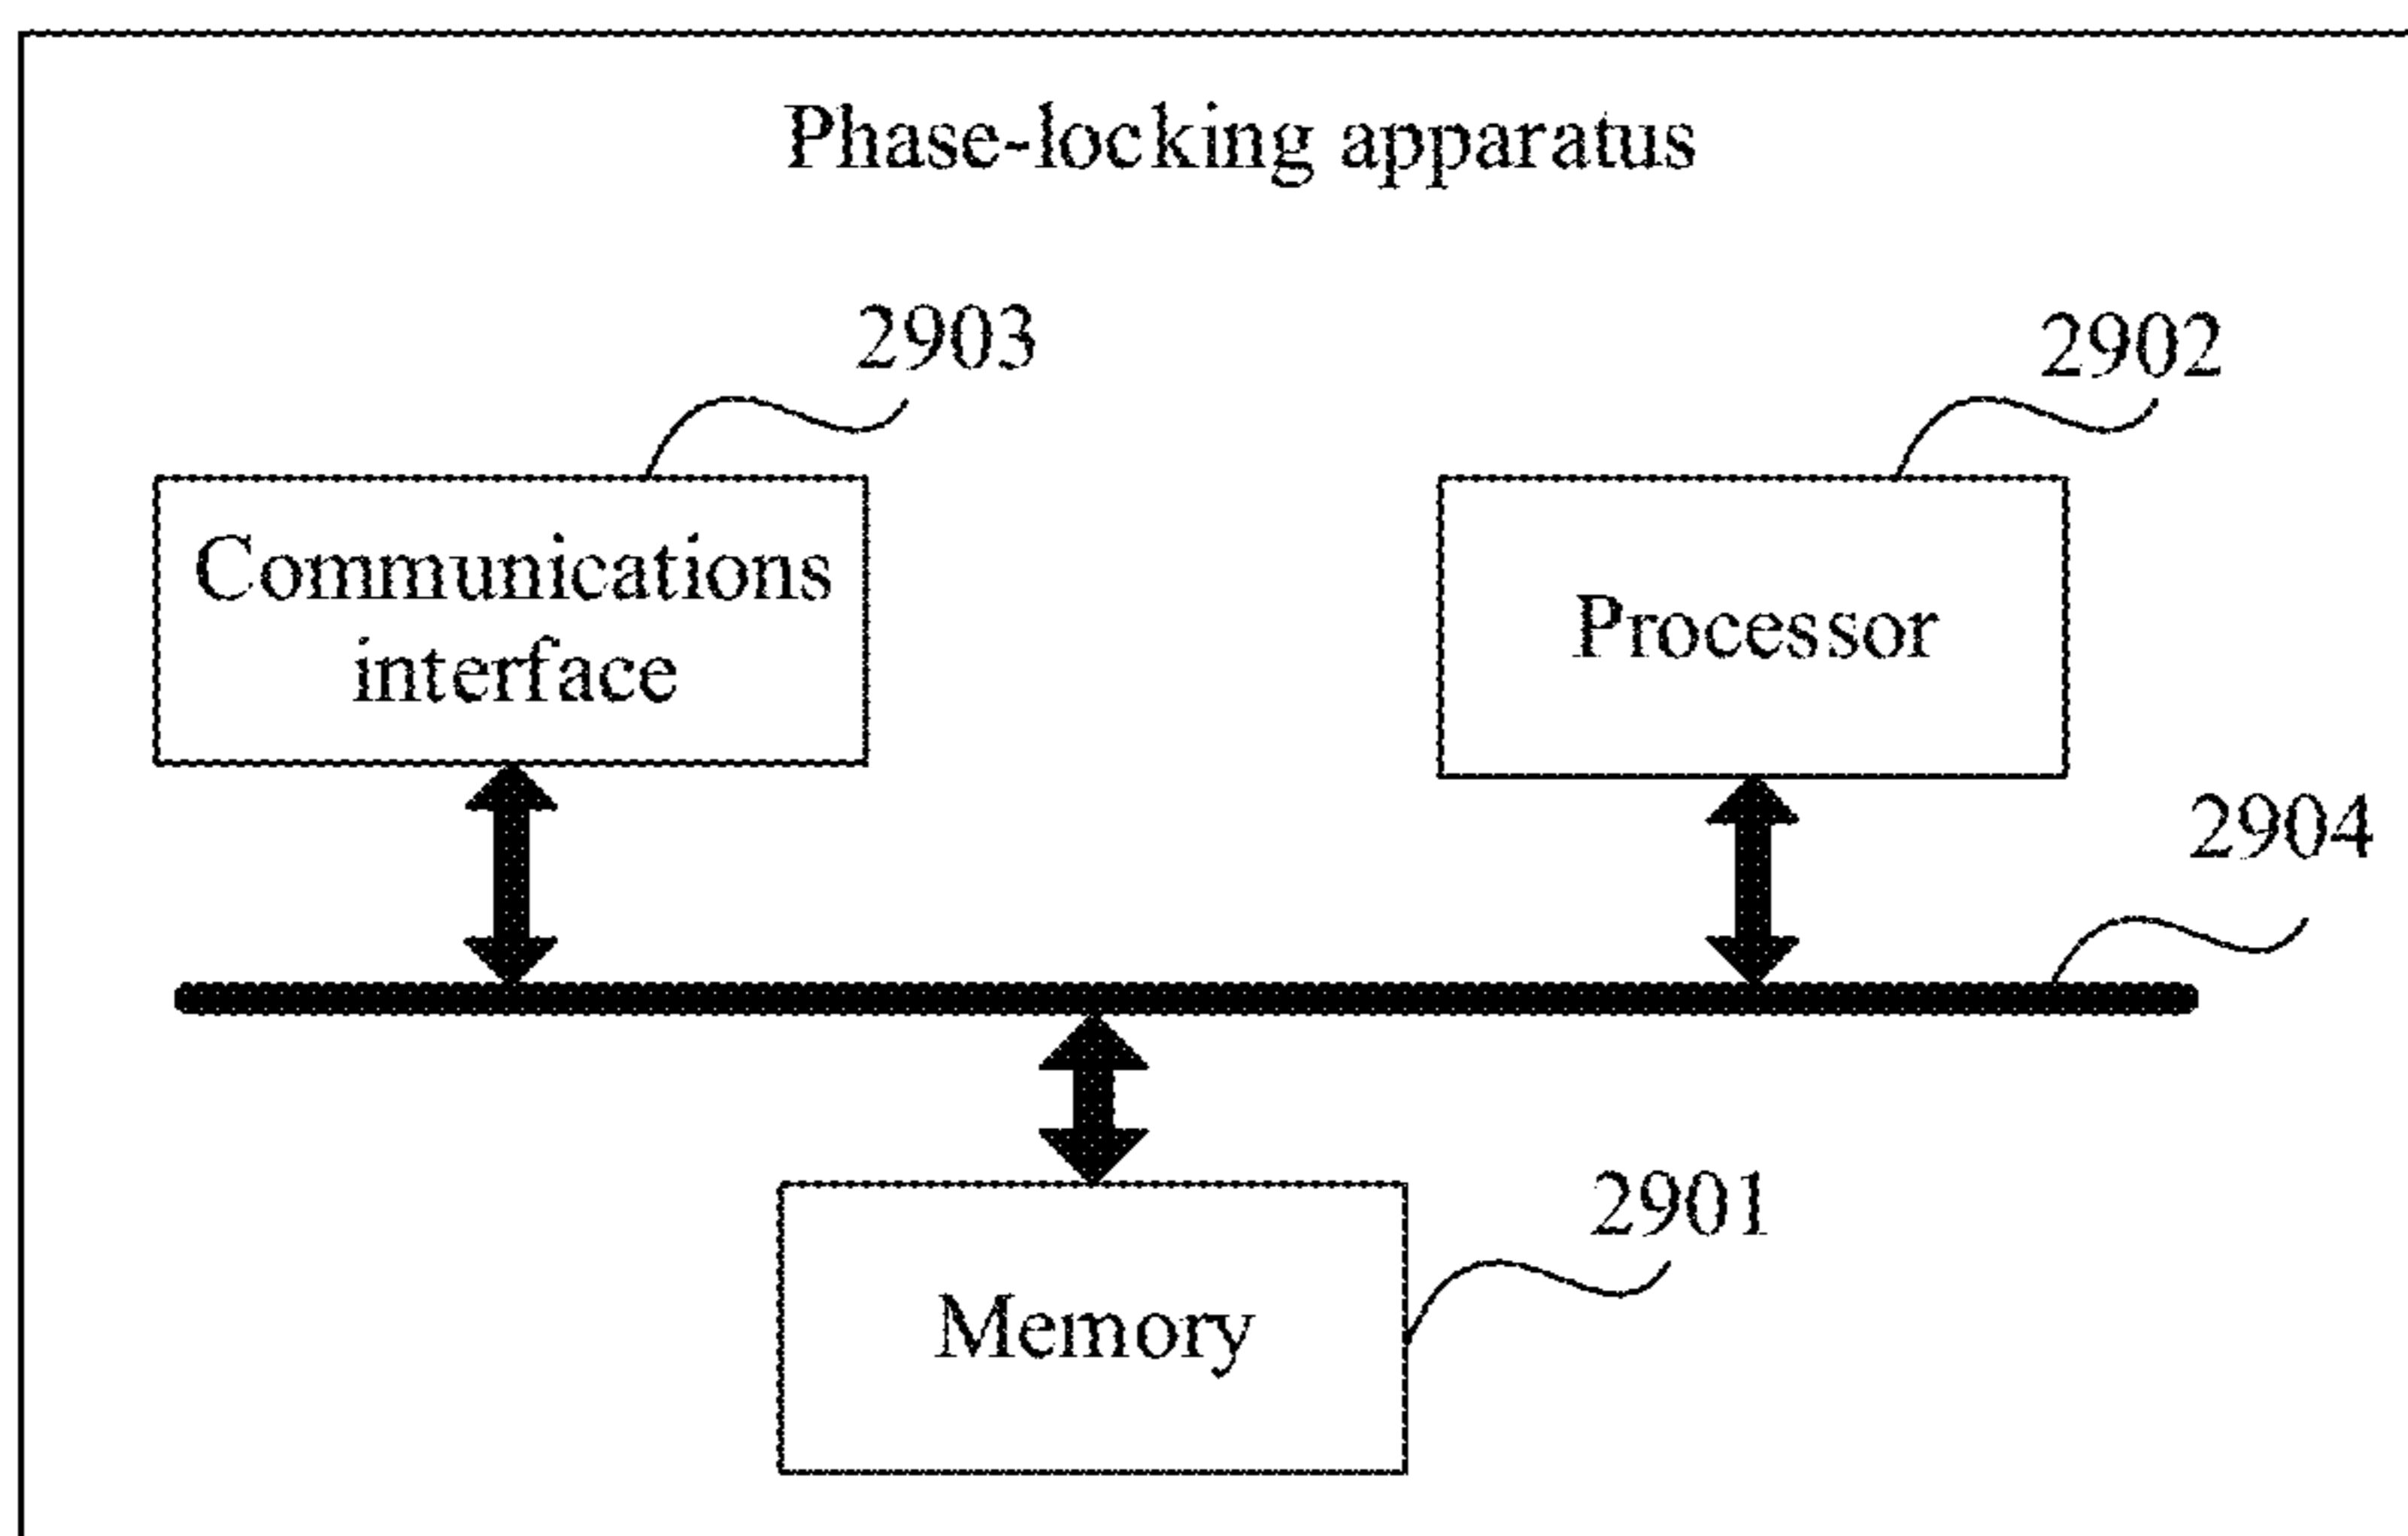 Phase-locking apparatus
2903
2902
Communications
interface
Processor
2904
2901
Memory